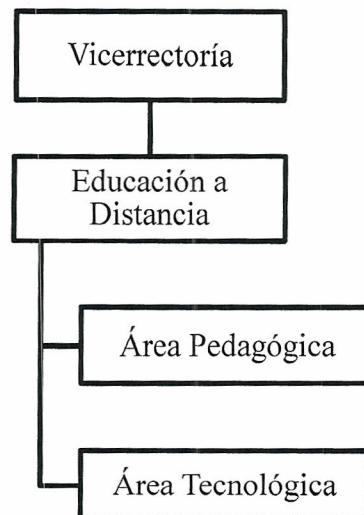 Vicerrectoría
Educación a
Distancia
Área Pedagógica
Área Tecnológica